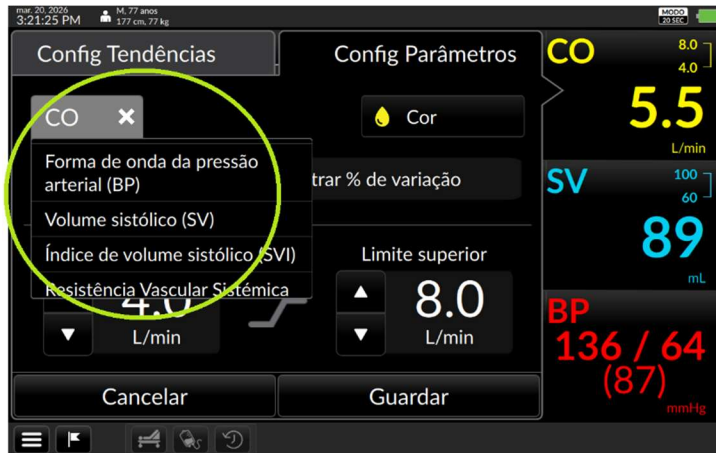 mar. 20, 2026
3:21:25 PM
M, 77 anos
177 cm, 77 kg
MODO
20 SEC
Config Tendências
Config Parâmetros
CO
Cor
Forma de onda da pressão
arterial (BP)
Volume sistólico (SV)
Índice de volume sistólico (SVI)
Resistência Vascular Sistémica
trar % de variação
Limite superior
4.0
L/min
8.0
L/min
Cancelar
Guardar
CO
8.0
4.0
5.5
L/min
SV
100
60
89
mL
BP
136 / 64
(87)
mmHg